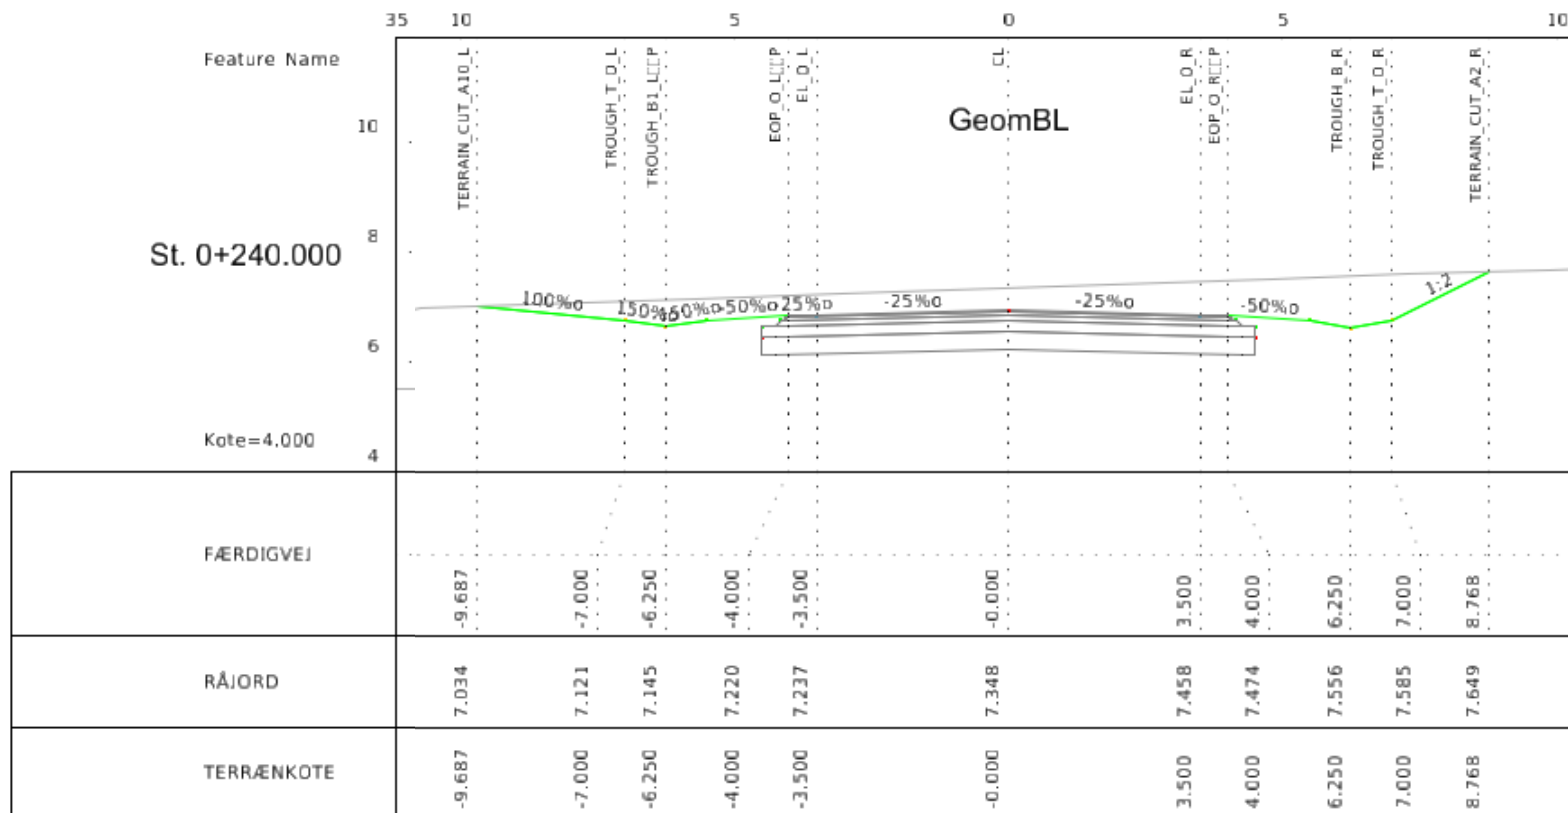 35 10 5 0 5 10
Feature Name
TERRAIN_CUT_A10_L
TROUGH_T_O_L
TROUGH_B1_L□□P
EOP_O_L□□P
EL_O_L
CL
EL_O_R
EOP_O_R□□P
TROUGH_B_R
TROUGH_T_O_R
TERRAIN_CUT_A2_R
GeomBL
10
St. 0+240.000
8
100%o 150%o -50%o -25%o -25%o -25%o -50%o 1:2
6
Kote=4.000
4
FÆRDIGVEJ
-9.687 -7.000 -6.250 -4.000 -3.500 -0.000 3.500 4.000 6.250 7.000 8.768
RÅJORD
7.034 7.121 7.145 7.220 7.237 7.348 7.458 7.474 7.556 7.585 7.649
TERRÆNKOTE
-9.687 -7.000 -6.250 -4.000 -3.500 -0.000 3.500 4.000 6.250 7.000 8.768